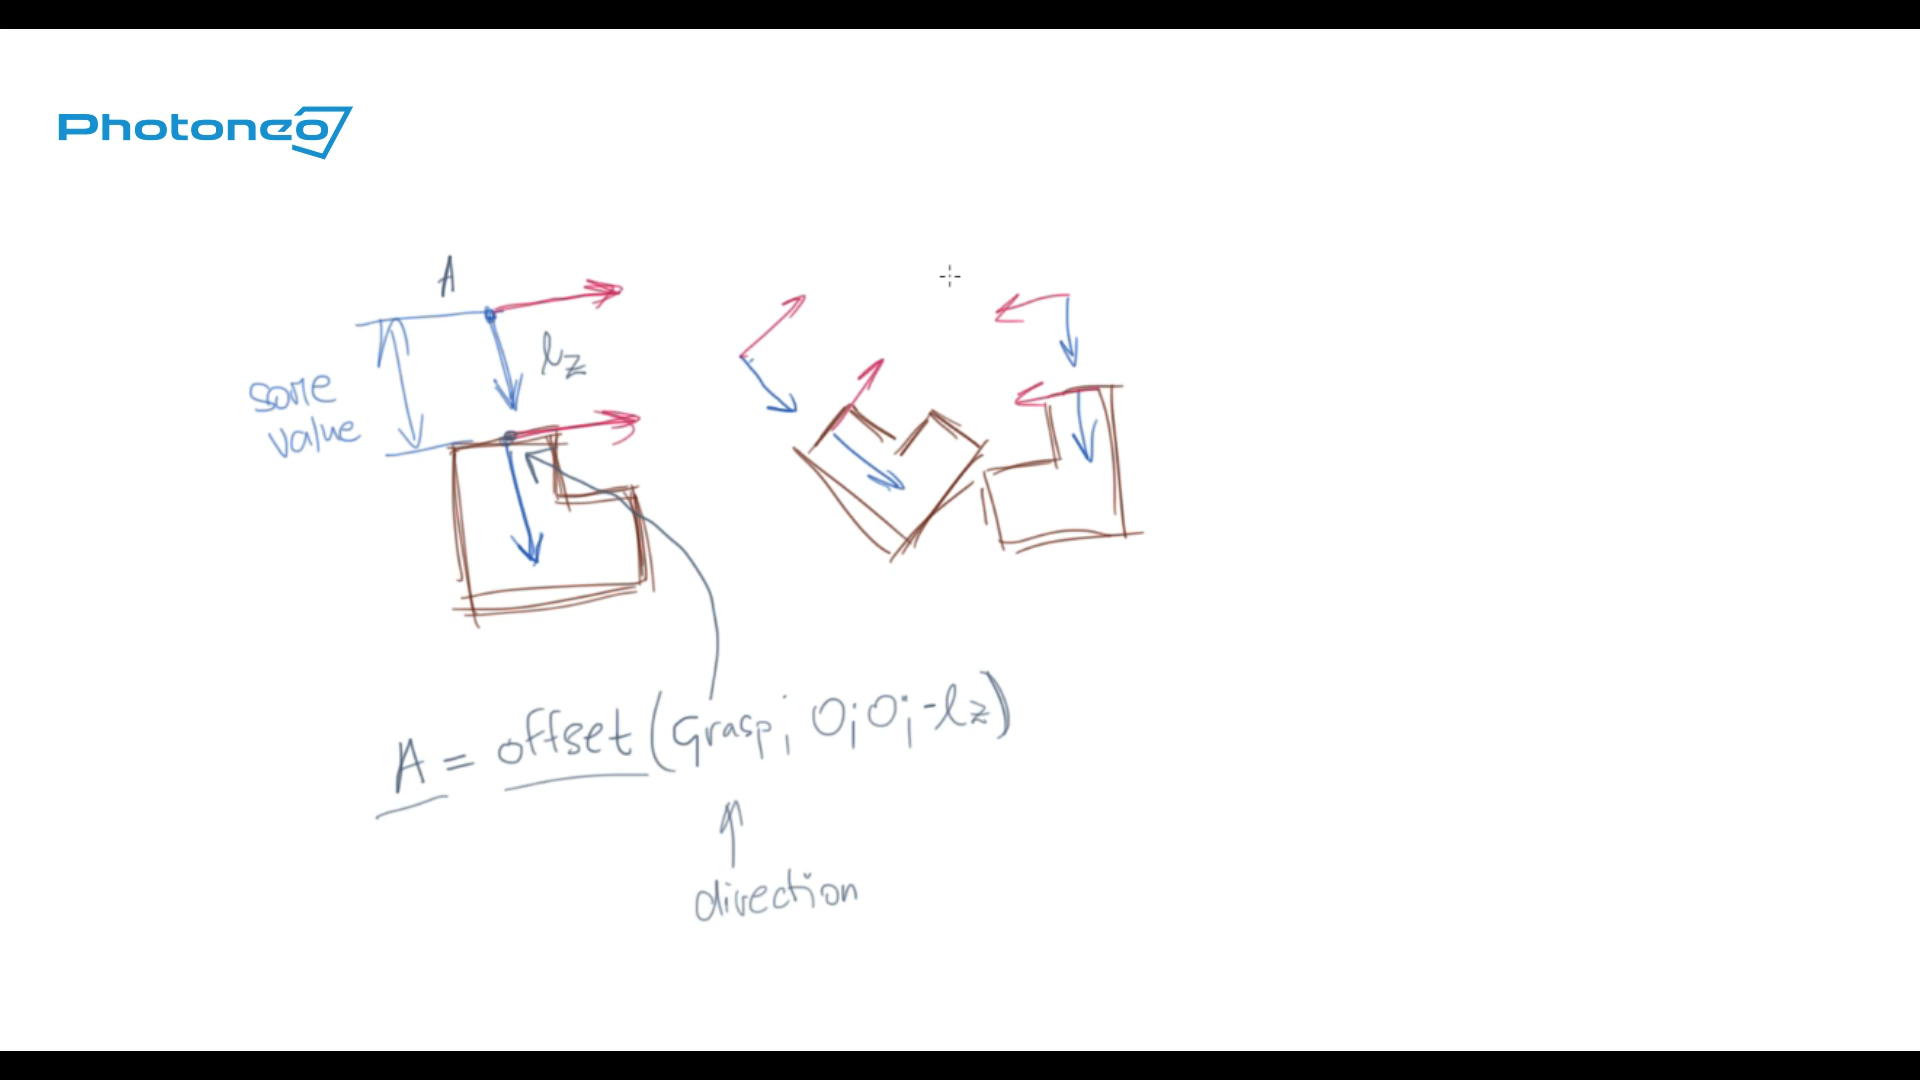 Photoneo
A
lz
some
value
A = offset (Grasp; 0; 0; -lz)
direction